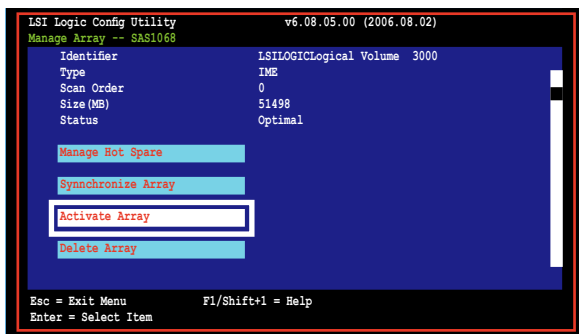 LSI Logic Config Utility v6.08.05.00 (2006.08.02)
Manage Array -- SAS1068
Identifier LSILOGICLogical Volume 3000
Type IME
Scan Order 0
Size(MB) 51498
Status Optimal
Manage Hot Spare
Synnchronize Array
Activate Array
Delete Array
Esc = Exit Menu F1/Shift+1 = Help
Enter = Select Item